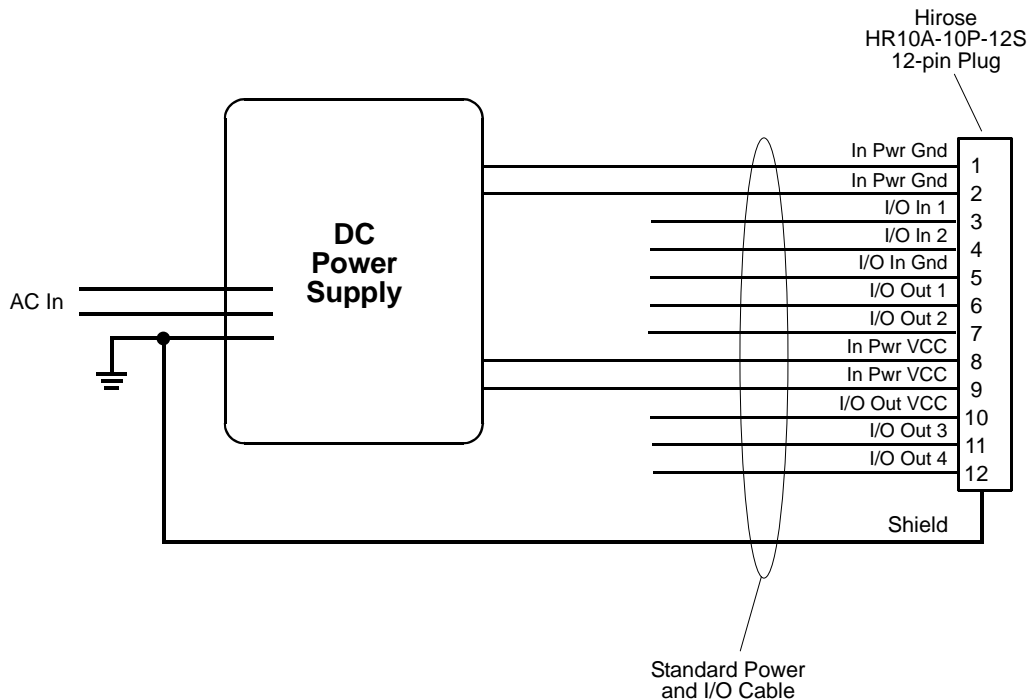 Hirose
HR10A-10P-12S
12-pin Plug
In Pwr Gnd 1
In Pwr Gnd 2
I/O In 1 3
I/O In 2 4
I/O In Gnd 5
I/O Out 1 6
I/O Out 2 7
In Pwr VCC 8
In Pwr VCC 9
I/O Out VCC 10
I/O Out 3 11
I/O Out 4 12
DC
Power
Supply
AC In
Shield
Standard Power
and I/O Cable